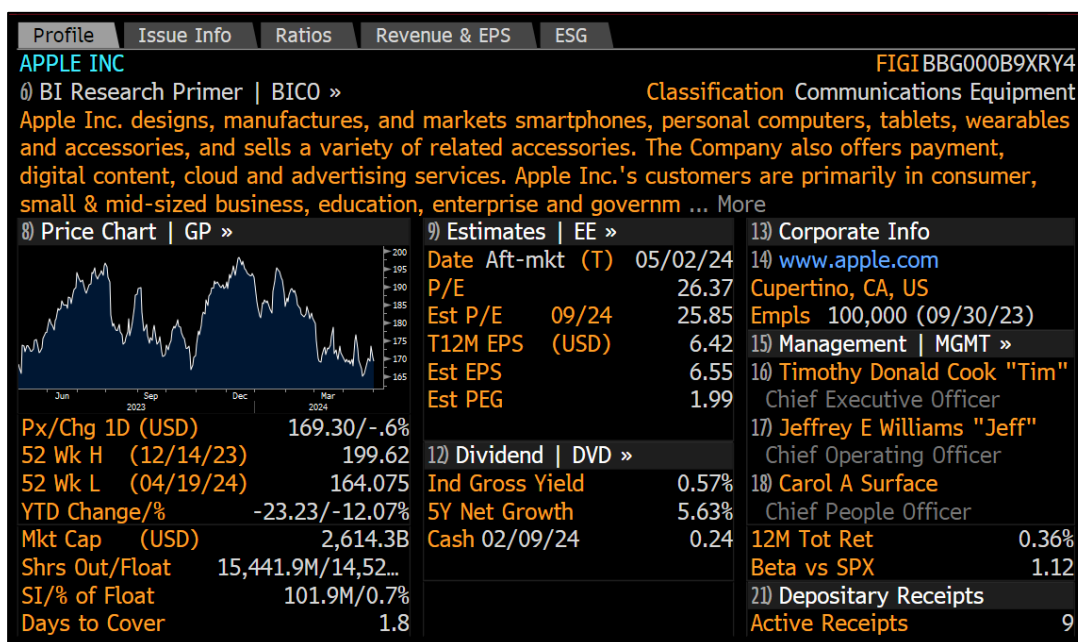 Profile Issue Info Ratios Revenue & EPS ESG
APPLE INC FIGI BBG000B9XRY4
6) BI Research Primer | BICO » Classification Communications Equipment
Apple Inc. designs, manufactures, and markets smartphones, personal computers, tablets, wearables
and accessories, and sells a variety of related accessories. The Company also offers payment,
digital content, cloud and advertising services. Apple Inc.'s customers are primarily in consumer,
small & mid-sized business, education, enterprise and governm ... More
8) Price Chart | GP »
200
195
190
185
180
175
170
165
Jun Sep Dec Mar
2023 2024
Px/Chg 1D (USD) 169.30/-.6%
52 Wk H (12/14/23) 199.62
52 Wk L (04/19/24) 164.075
YTD Change/% -23.23/-12.07%
Mkt Cap (USD) 2,614.3B
Shrs Out/Float 15,441.9M/14,52...
SI/% of Float 101.9M/0.7%
Days to Cover 1.8
9) Estimates | EE »
Date Aft-mkt (T) 05/02/24
P/E 26.37
Est P/E 09/24 25.85
T12M EPS (USD) 6.42
Est EPS 6.55
Est PEG 1.99
12) Dividend | DVD »
Ind Gross Yield 0.57%
5Y Net Growth 5.63%
Cash 02/09/24 0.24
13) Corporate Info
14) www.apple.com
Cupertino, CA, US
Empls 100,000 (09/30/23)
15) Management | MGMT »
16) Timothy Donald Cook "Tim"
Chief Executive Officer
17) Jeffrey E Williams "Jeff"
Chief Operating Officer
18) Carol A Surface
Chief People Officer
12M Tot Ret 0.36%
Beta vs SPX 1.12
21) Depositary Receipts
Active Receipts 9